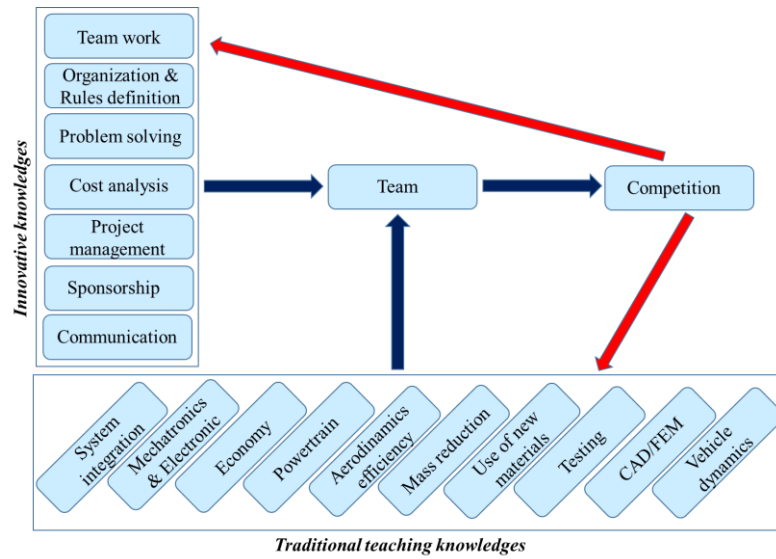 Team work
Organization &
Rules definition
Problem solving
Cost analysis
Project
management
Sponsorship
Communication
Innovative knowledges
Team
Competition
System
integration
Mechatronics
& Electronic
Economy
Powertrain
Aerodinamics
efficiency
Mass reduction
Use of new
materials
Testing
CAD/FEM
Vehicle
dynamics
Traditional teaching knowledges